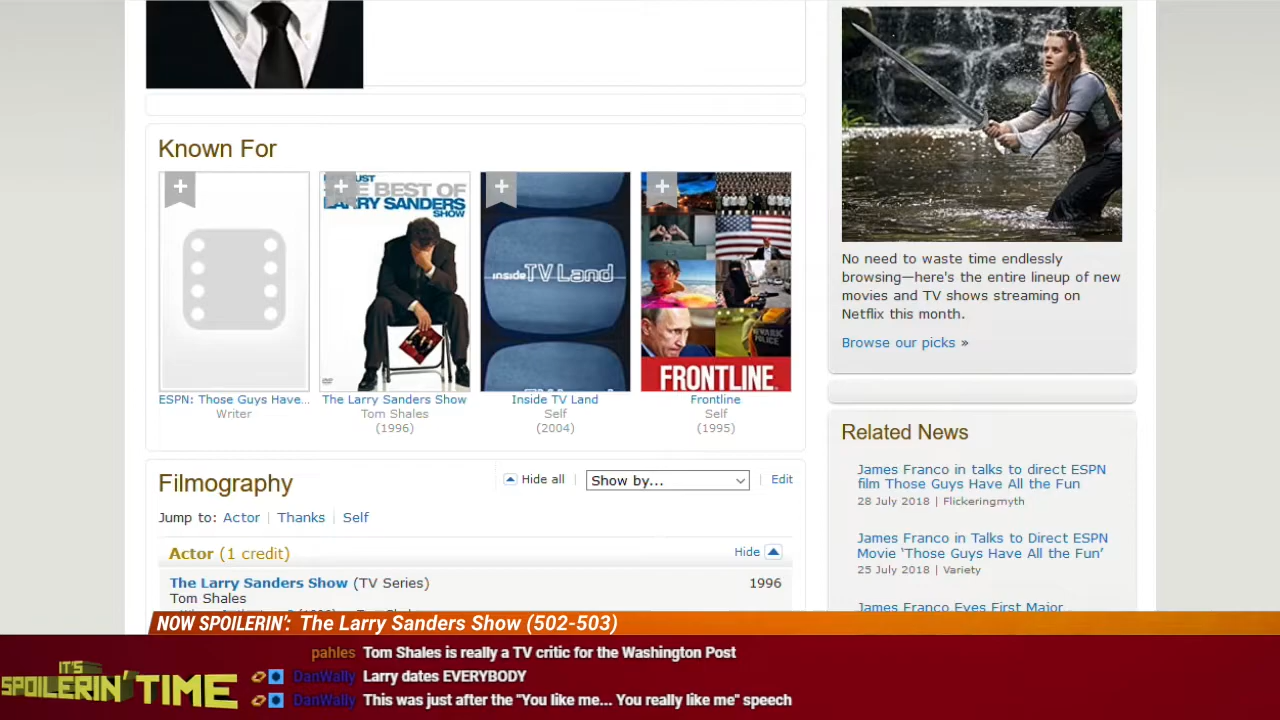 Known For
THE BEST OF
LARRY SANDERS
SHOW
inside TV Land
FRONTLINE
ESPN: Those Guys Have...
Writer
The Larry Sanders Show
Tom Shales
(1996)
Inside TV Land
Self
(2004)
Frontline
Self
(1995)
Filmography
Hide all
Show by...
Edit
Jump to: Actor | Thanks | Self
Actor (1 credit)
Hide
The Larry Sanders Show (TV Series)
1996
Tom Shales
No need to waste time endlessly
browsing—here's the entire lineup of new
movies and TV shows streaming on
Netflix this month.
Browse our picks »
Related News
James Franco in talks to direct ESPN
film Those Guys Have All the Fun
28 July 2018 | Flickeringmyth
James Franco in Talks to Direct ESPN
Movie ‘Those Guys Have All the Fun’
25 July 2018 | Variety
James Franco Eyes First Major
NOW SPOILERIN': The Larry Sanders Show (502-503)
IT'S
SPOILERIN' TIME
pahles Tom Shales is really a TV critic for the Washington Post
DanWally Larry dates EVERYBODY
DanWally This was just after the "You like me... You really like me" speech